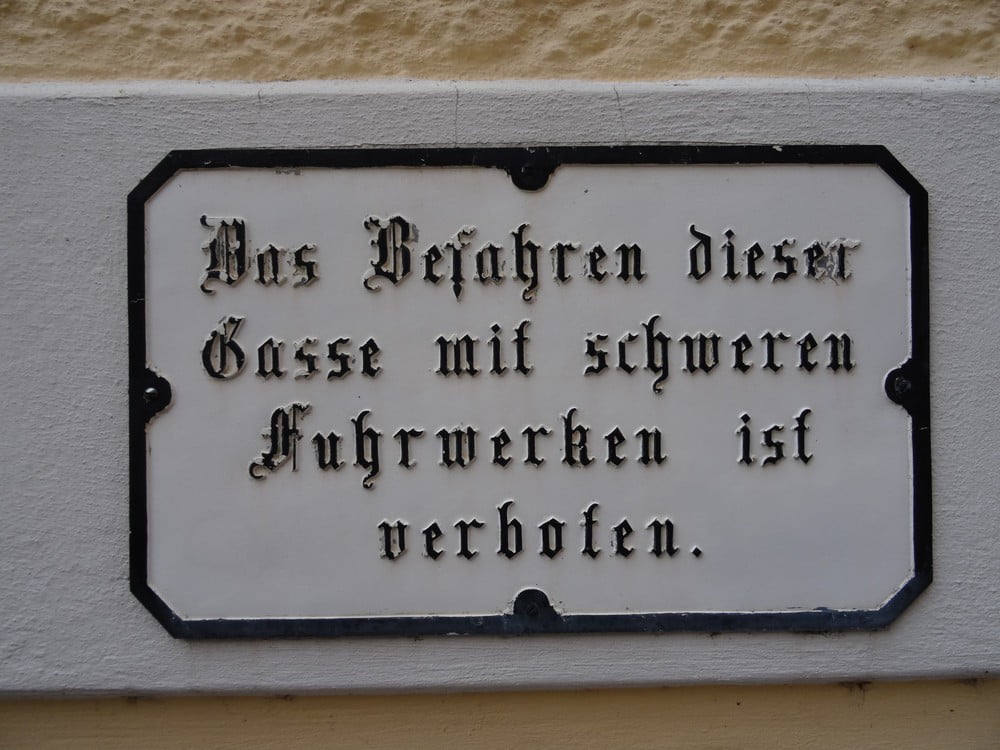 Das Befahren dieser
Gasse mit schweren
Fuhrwerken ist
verboten.